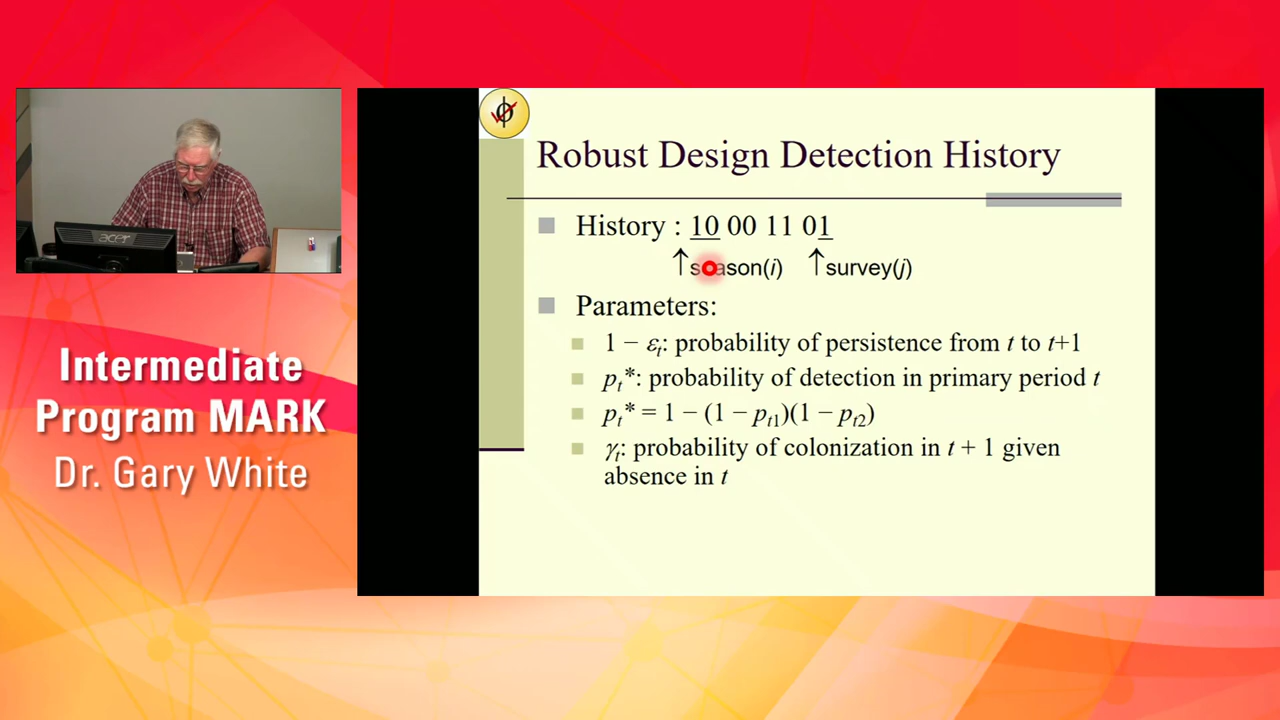 Robust Design Detection History
History : 10 00 11 01
↑season(i) ↑survey(j)
Parameters:
1 − εt: probability of persistence from t to t+1
pt*: probability of detection in primary period t
pt* = 1 − (1 − pt1)(1 − pt2)
γt: probability of colonization in t + 1 given
absence in t
acer
Intermediate
Program MARK
Dr. Gary White